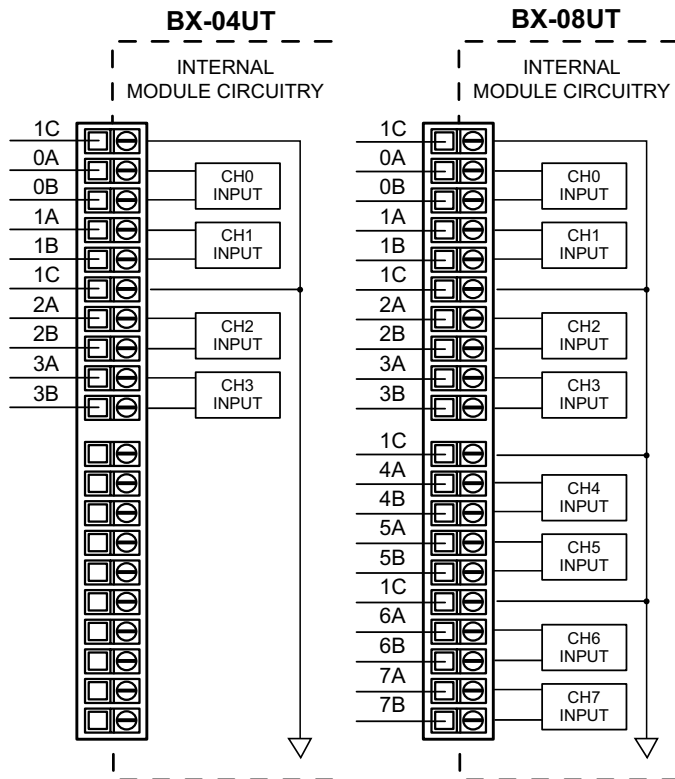 BX-04UT
INTERNAL
MODULE CIRCUITRY
1C
0A
0B
1A
1B
1C
2A
2B
3A
3B
CH0
INPUT
CH1
INPUT
CH2
INPUT
CH3
INPUT
BX-08UT
INTERNAL
MODULE CIRCUITRY
1C
0A
0B
1A
1B
1C
2A
2B
3A
3B
1C
4A
4B
5A
5B
1C
6A
6B
7A
7B
CH0
INPUT
CH1
INPUT
CH2
INPUT
CH3
INPUT
CH4
INPUT
CH5
INPUT
CH6
INPUT
CH7
INPUT